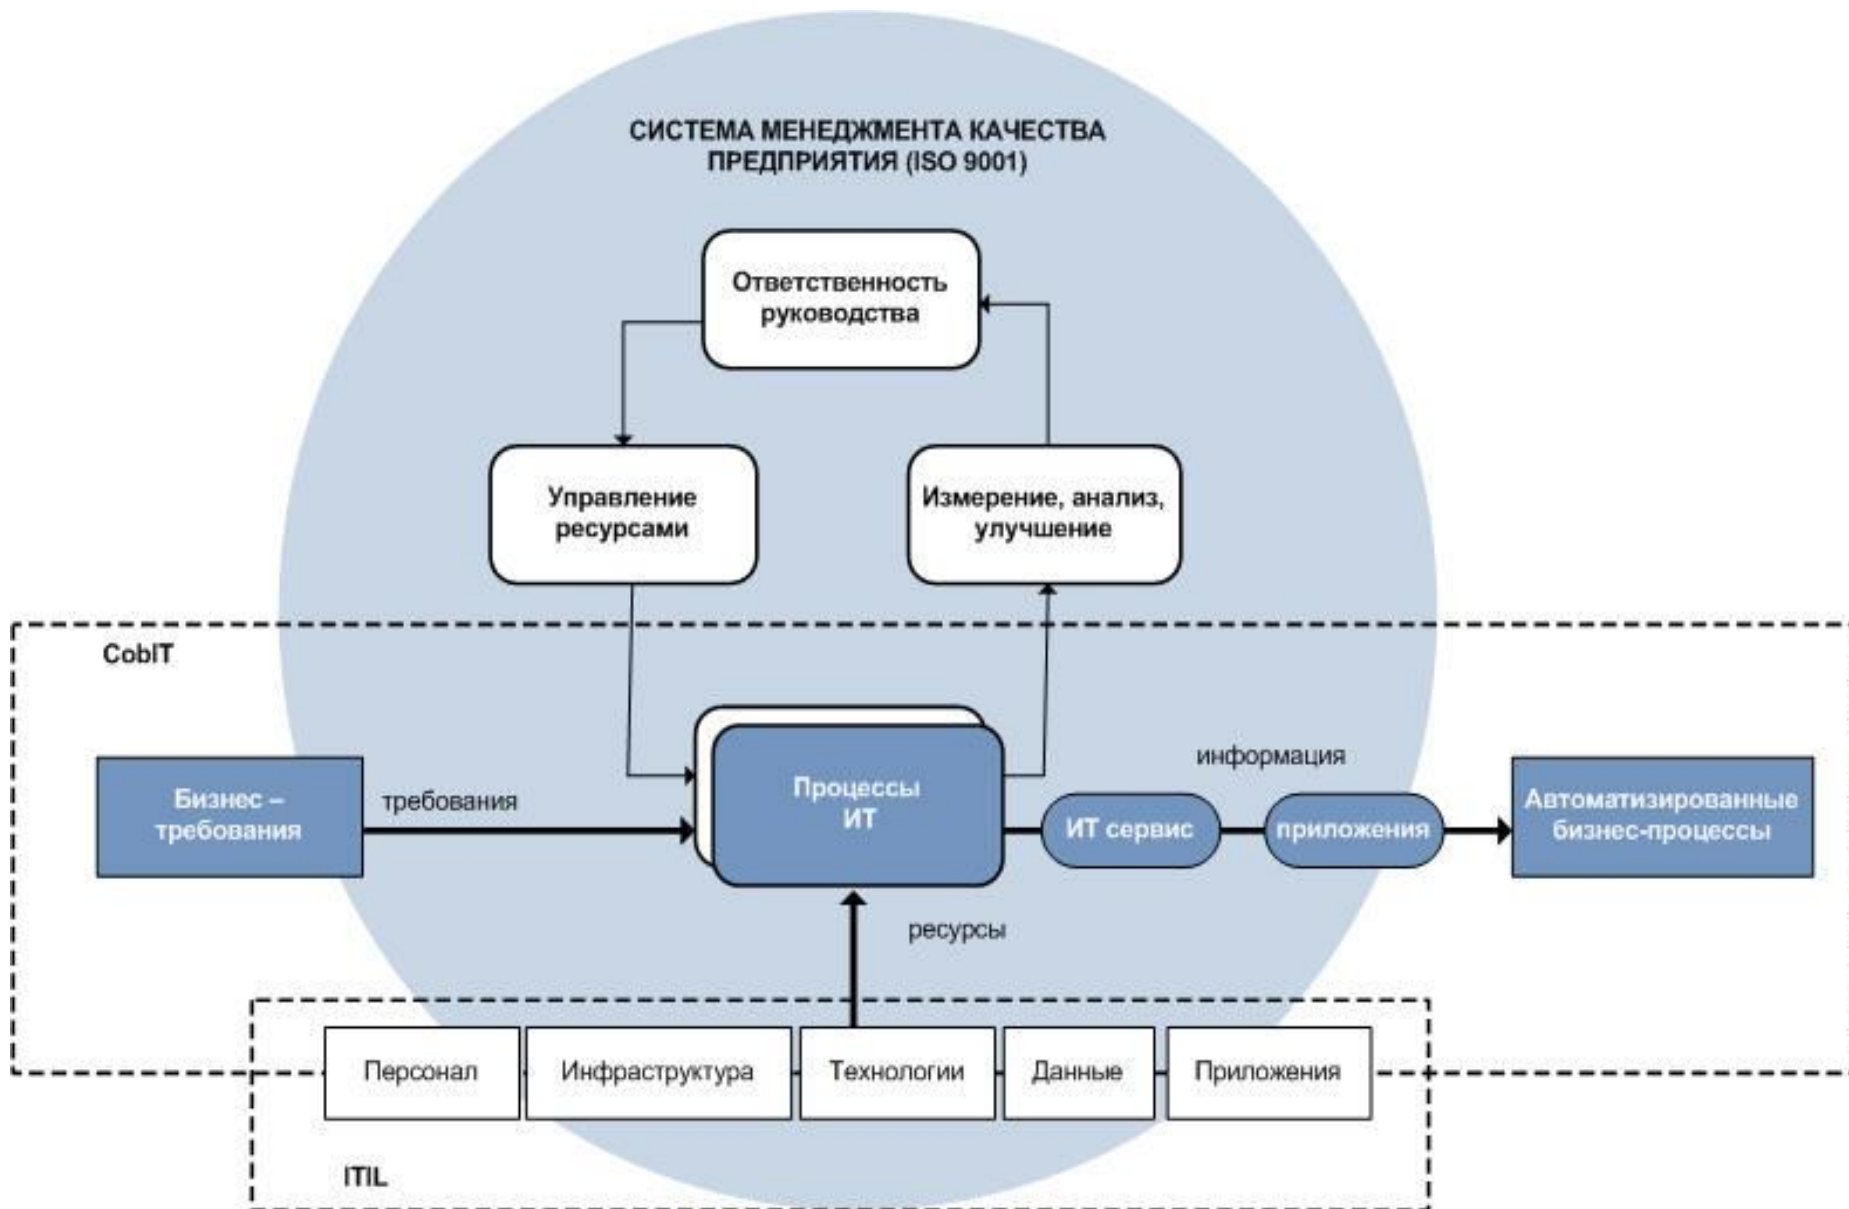 СИСТЕМА МЕНЕДЖМЕНТА КАЧЕСТВА
ПРЕДПРИЯТИЯ (ISO 9001)
Ответственность
руководства
Управление
ресурсами
Измерение, анализ,
улучшение
CobIT
Бизнес –
требования
требования
Процессы
ИТ
информация
ИТ сервис
приложения
Автоматизированные
бизнес-процессы
ресурсы
Персонал
Инфраструктура
Технологии
Данные
Приложения
ITIL